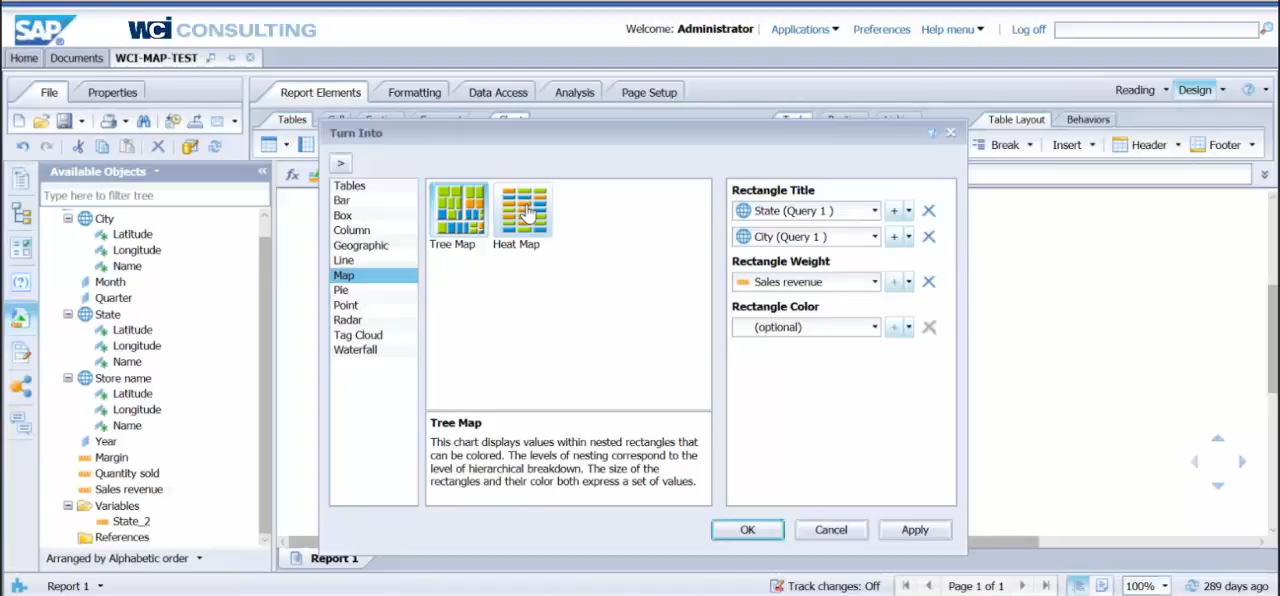 SAP WCI CONSULTING Welcome: Administrator Applications Preferences Help menu Log off
Home Documents WCI-MAP-TEST
File Properties Report Elements Formatting Data Access Analysis Page Setup Reading Design
Tables Table Layout Behaviors
Turn Into
Break Insert Header Footer
Available Objects
Type here to filter tree
City
Latitude
Longitude
Name
Month
Quarter
State
Latitude
Longitude
Name
Store name
Latitude
Longitude
Name
Year
Margin
Quantity sold
Sales revenue
Variables
State_2
References
Arranged by Alphabetic order
fx
>
Tables
Bar
Box
Column
Geographic
Line
Map
Pie
Point
Radar
Tag Cloud
Waterfall
Tree Map Heat Map
Tree Map
This chart displays values within nested rectangles that
can be colored. The levels of nesting correspond to the
level of hierarchical breakdown. The size of the
rectangles and their color both express a set of values.
Rectangle Title
State (Query 1 )
City (Query 1 )
Rectangle Weight
Sales revenue
Rectangle Color
(optional)
OK Cancel Apply
Report 1
Report 1 Track changes: Off Page 1 of 1 100% 289 days ago